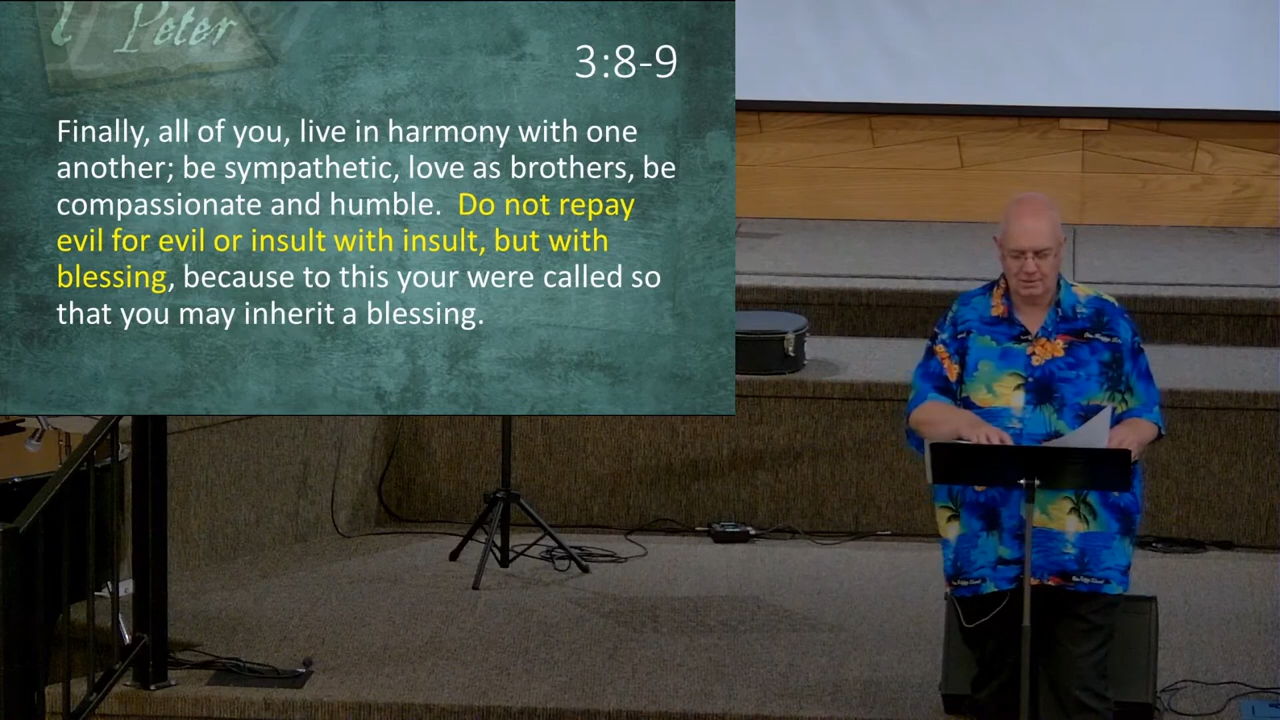 1 Peter
3:8-9
Finally, all of you, live in harmony with one
another; be sympathetic, love as brothers, be
compassionate and humble.  Do not repay
evil for evil or insult with insult, but with
blessing, because to this your were called so
that you may inherit a blessing.